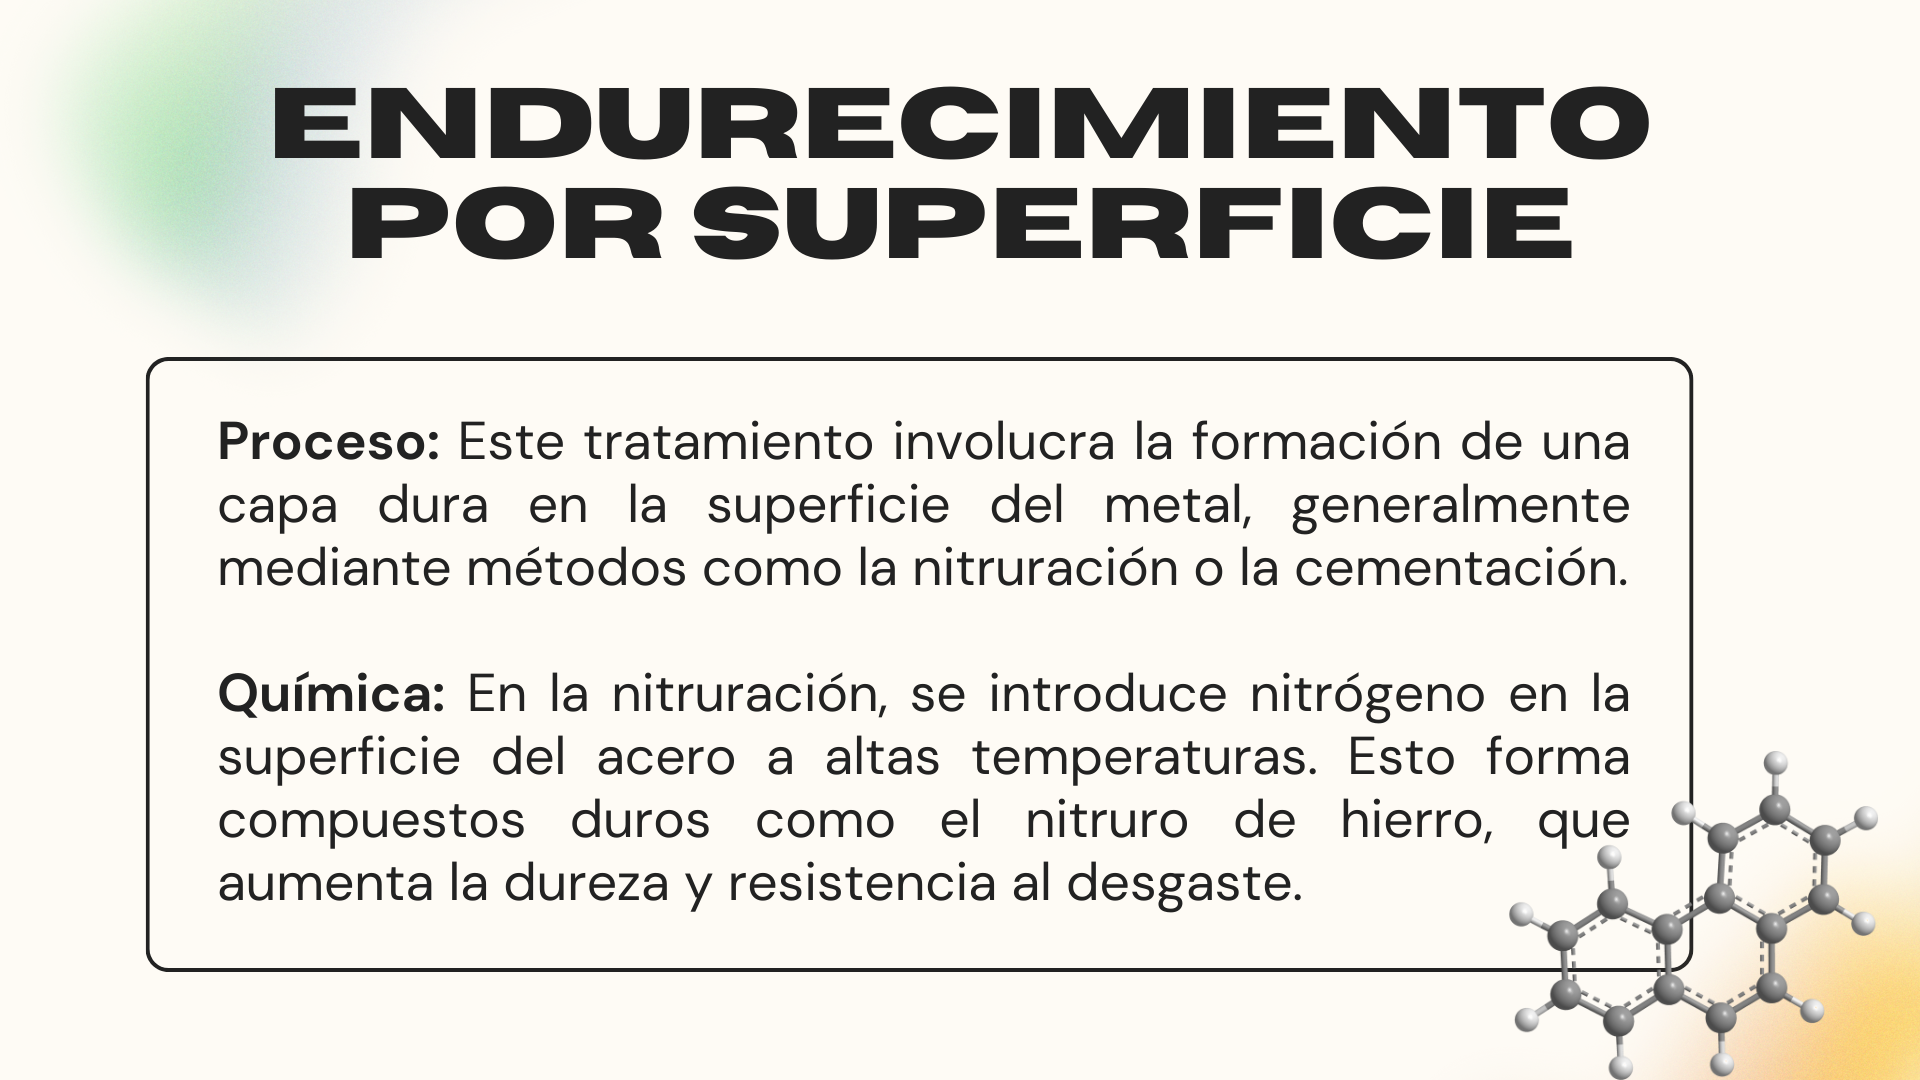 ENDURECIMIENTO
POR SUPERFICIE
Proceso: Este tratamiento involucra la formación de una
capa dura en la superficie del metal, generalmente
mediante métodos como la nitruración o la cementación.
Química: En la nitruración, se introduce nitrógeno en la
superficie del acero a altas temperaturas. Esto forma
compuestos duros como el nitruro de hierro, que
aumenta la dureza y resistencia al desgaste.